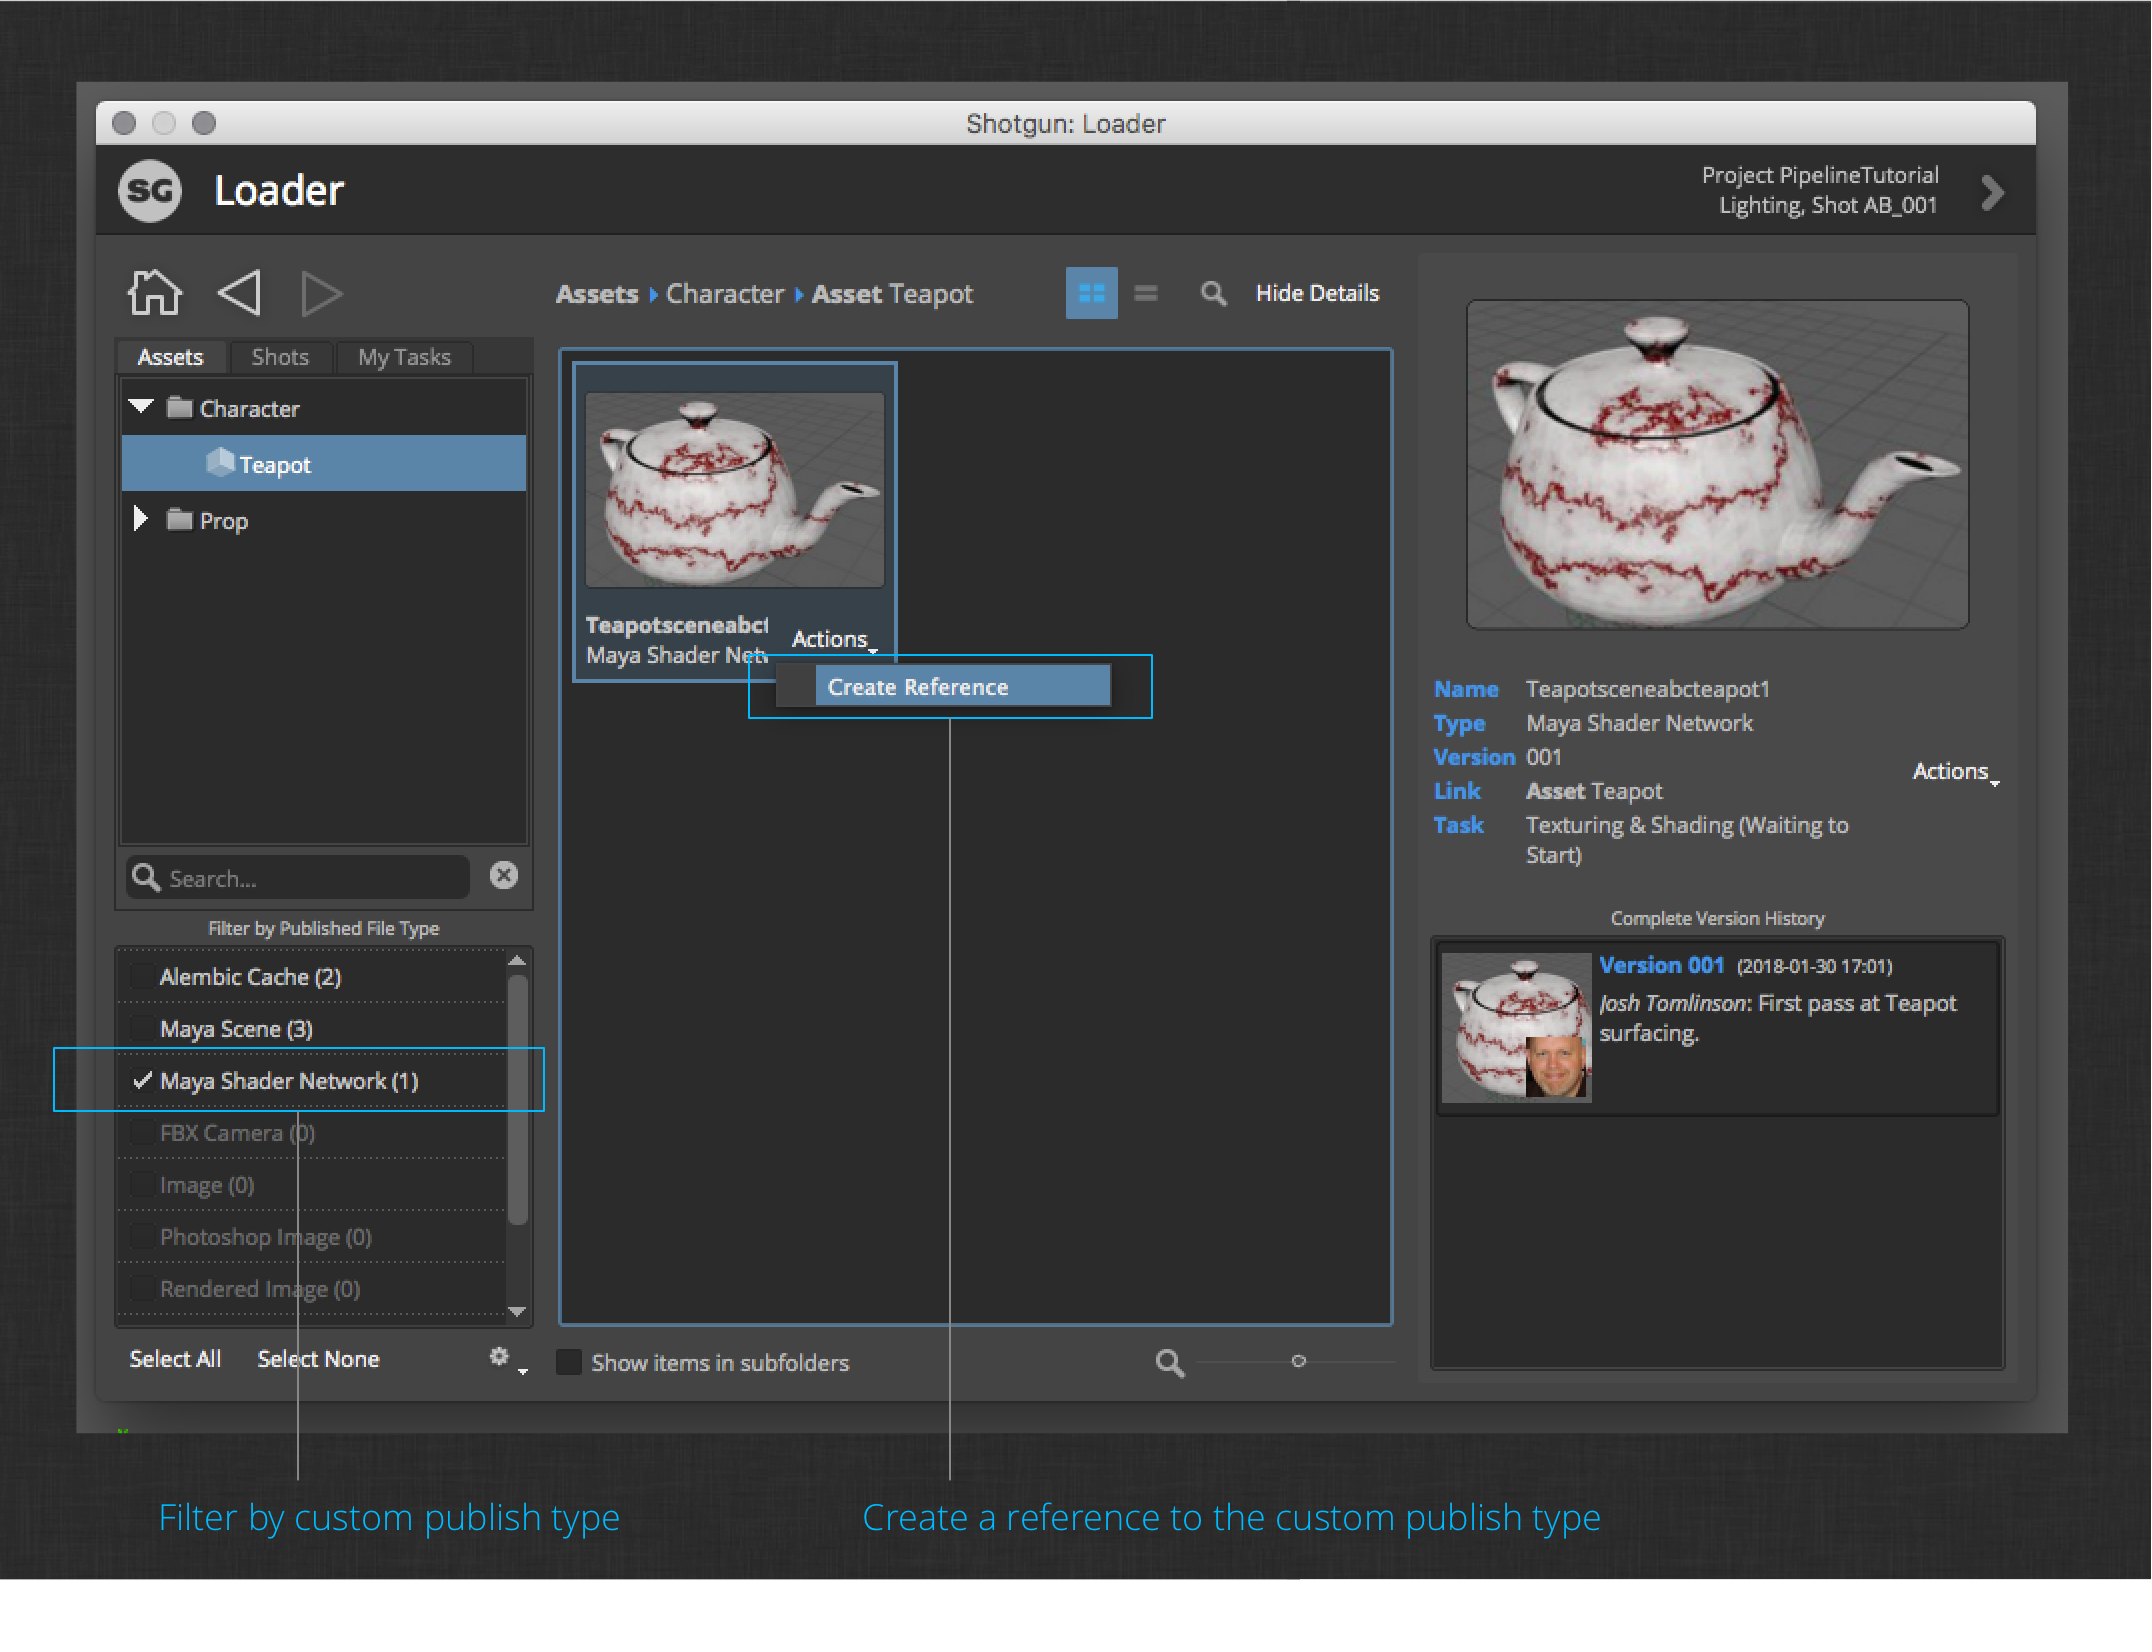 Shotgun: Loader
SG
Loader
Project PipelineTutorial
Lighting, Shot AB_001
Assets Character Asset Teapot
Hide Details
Assets
Shots
My Tasks
Character
Teapot
Prop
Search...
Filter by Published File Type
Alembic Cache (2)
Maya Scene (3)
Maya Shader Network (1)
FBX Camera (0)
Image (0)
Photoshop Image (0)
Rendered Image (0)
Select All
Select None
Teapotsceneabct
Maya Shader Netw
Actions
Create Reference
Show items in subfolders
Name Teapotsceneabcteapot1
Type Maya Shader Network
Version 001
Link Asset Teapot
Task Texturing & Shading (Waiting to
Start)
Actions
Complete Version History
Version 001 (2018-01-30 17:01)
Josh Tomlinson: First pass at Teapot
surfacing.
Filter by custom publish type
Create a reference to the custom publish type